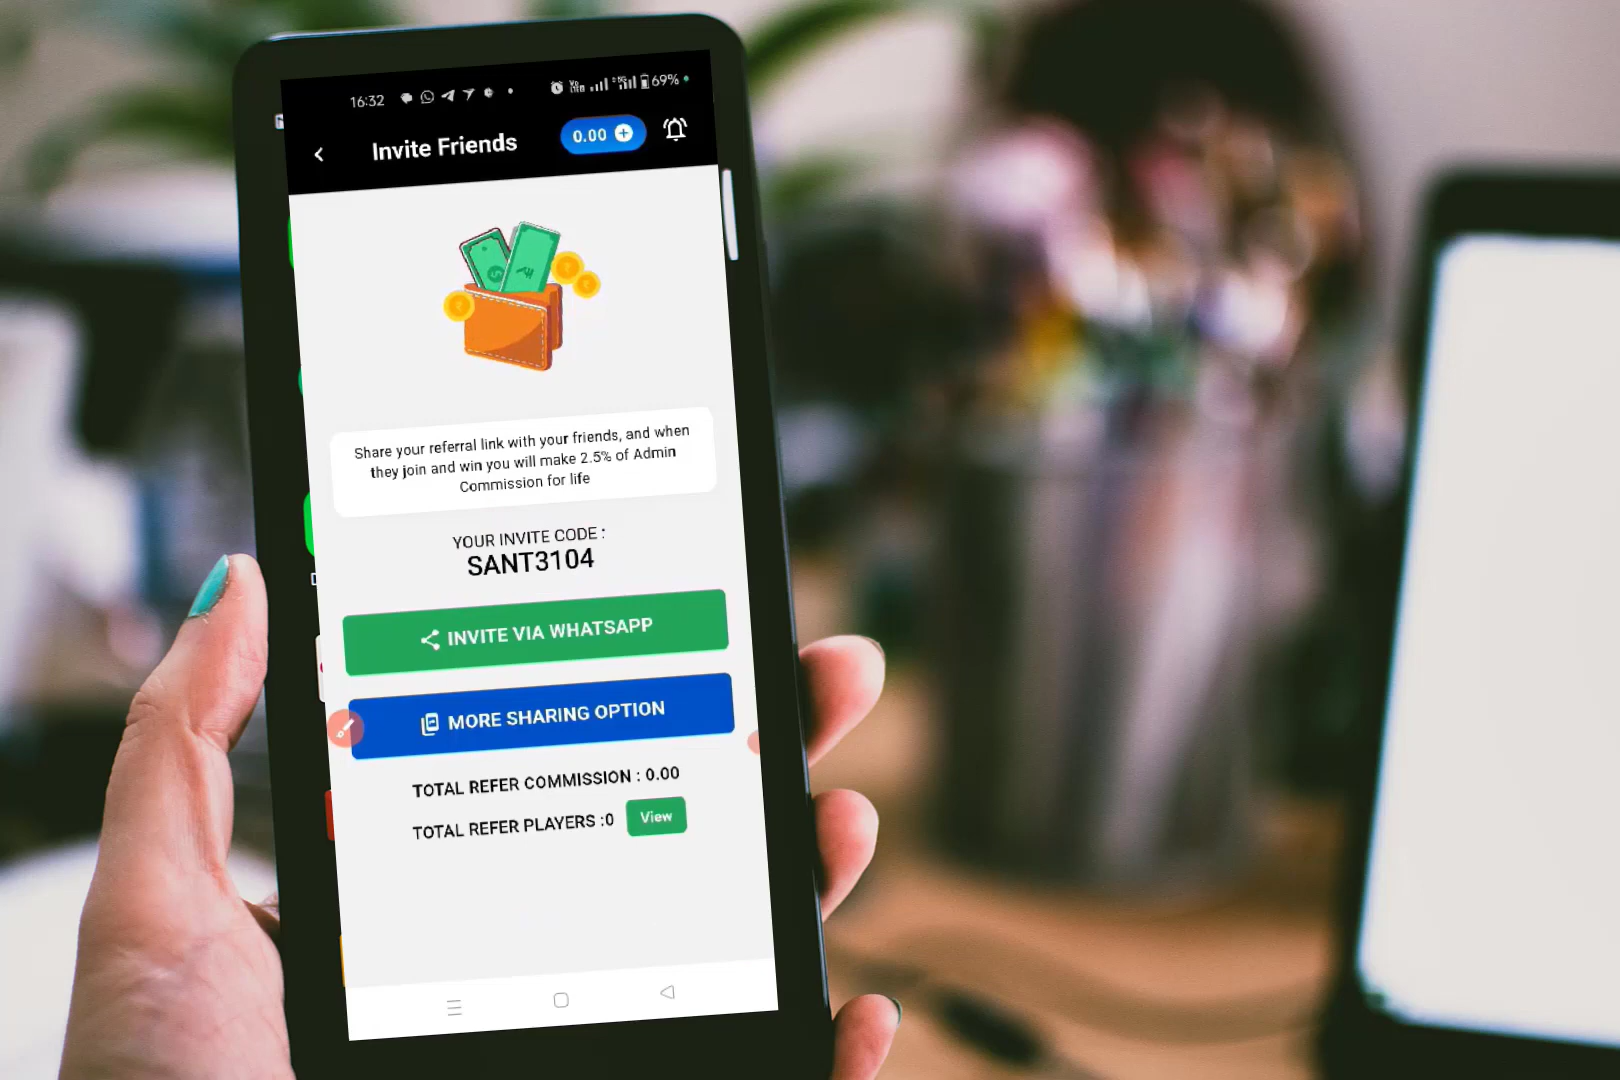 16:32
69%
Invite Friends
0.00
Share your referral link with your friends, and when
they join and win you will make 2.5% of Admin
Commission for life
YOUR INVITE CODE :
SANT3104
INVITE VIA WHATSAPP
MORE SHARING OPTION
TOTAL REFER COMMISSION : 0.00
TOTAL REFER PLAYERS :0
View